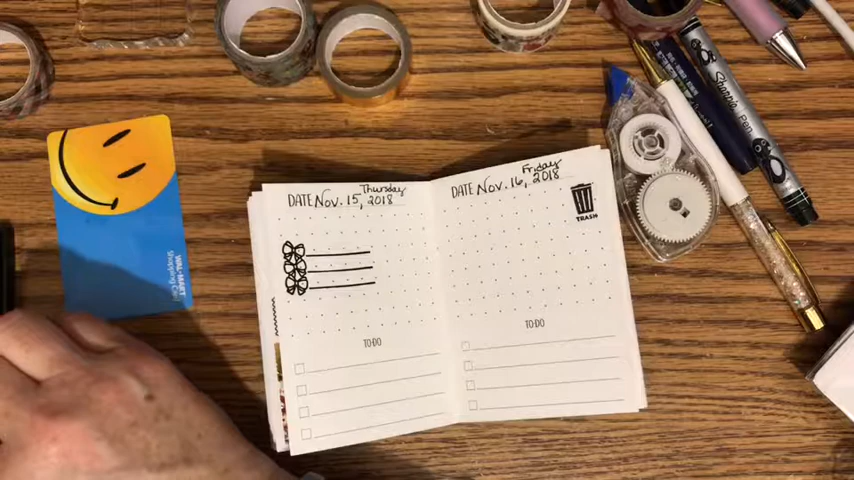 Thursday
DATE Nov. 15, 2018
TO-DO
Friday
DATE Nov. 16, 2018
TRASH
TO-DO
WAL-MART
Shopping Card
Sharpie Pen